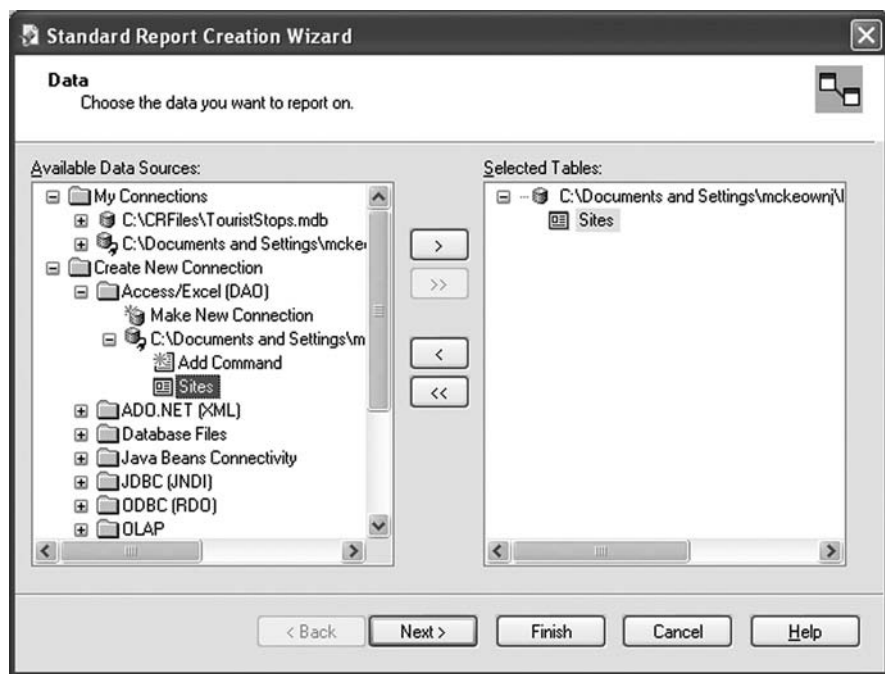 Standard Report Creation Wizard
Data
Choose the data you want to report on.
Available Data Sources:
My Connections
C:\CRFiles\TouristStops.mdb
C:\Documents and Settings\mckeo
Create New Connection
Access/Excel (DAO)
Make New Connection
C:\Documents and Settings\m
Add Command
Sites
ADO.NET (XML)
Database Files
Java Beans Connectivity
JDBC (JNDI)
ODBC (RDO)
OLAP
>
>>
<
<<
Selected Tables:
C:\Documents and Settings\mckeownj\
Sites
< Back
Next >
Finish
Cancel
Help